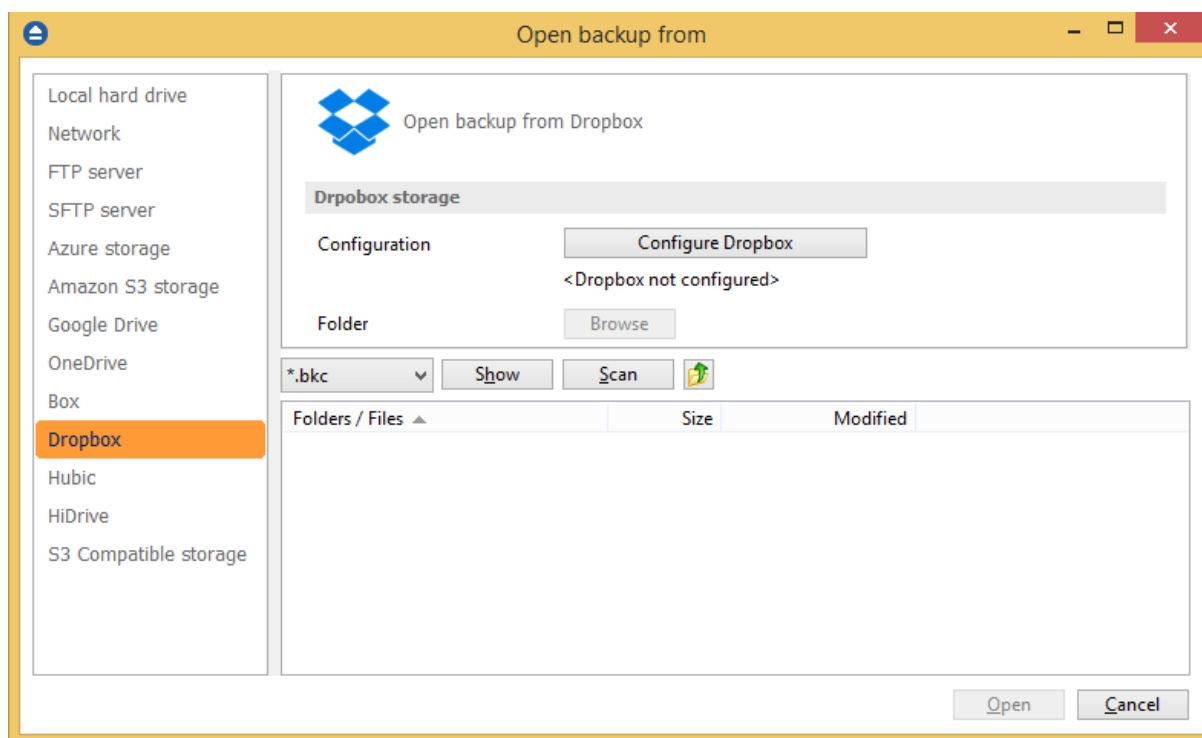 Open backup from
Local hard drive
Network
FTP server
SFTP server
Azure storage
Amazon S3 storage
Google Drive
OneDrive
Box
Dropbox
Hubic
HiDrive
S3 Compatible storage
Open backup from Dropbox
Drpobox storage
Configuration Configure Dropbox
<Dropbox not configured>
Folder Browse
*.bkc Show Scan
Folders / Files Size Modified
Open Cancel